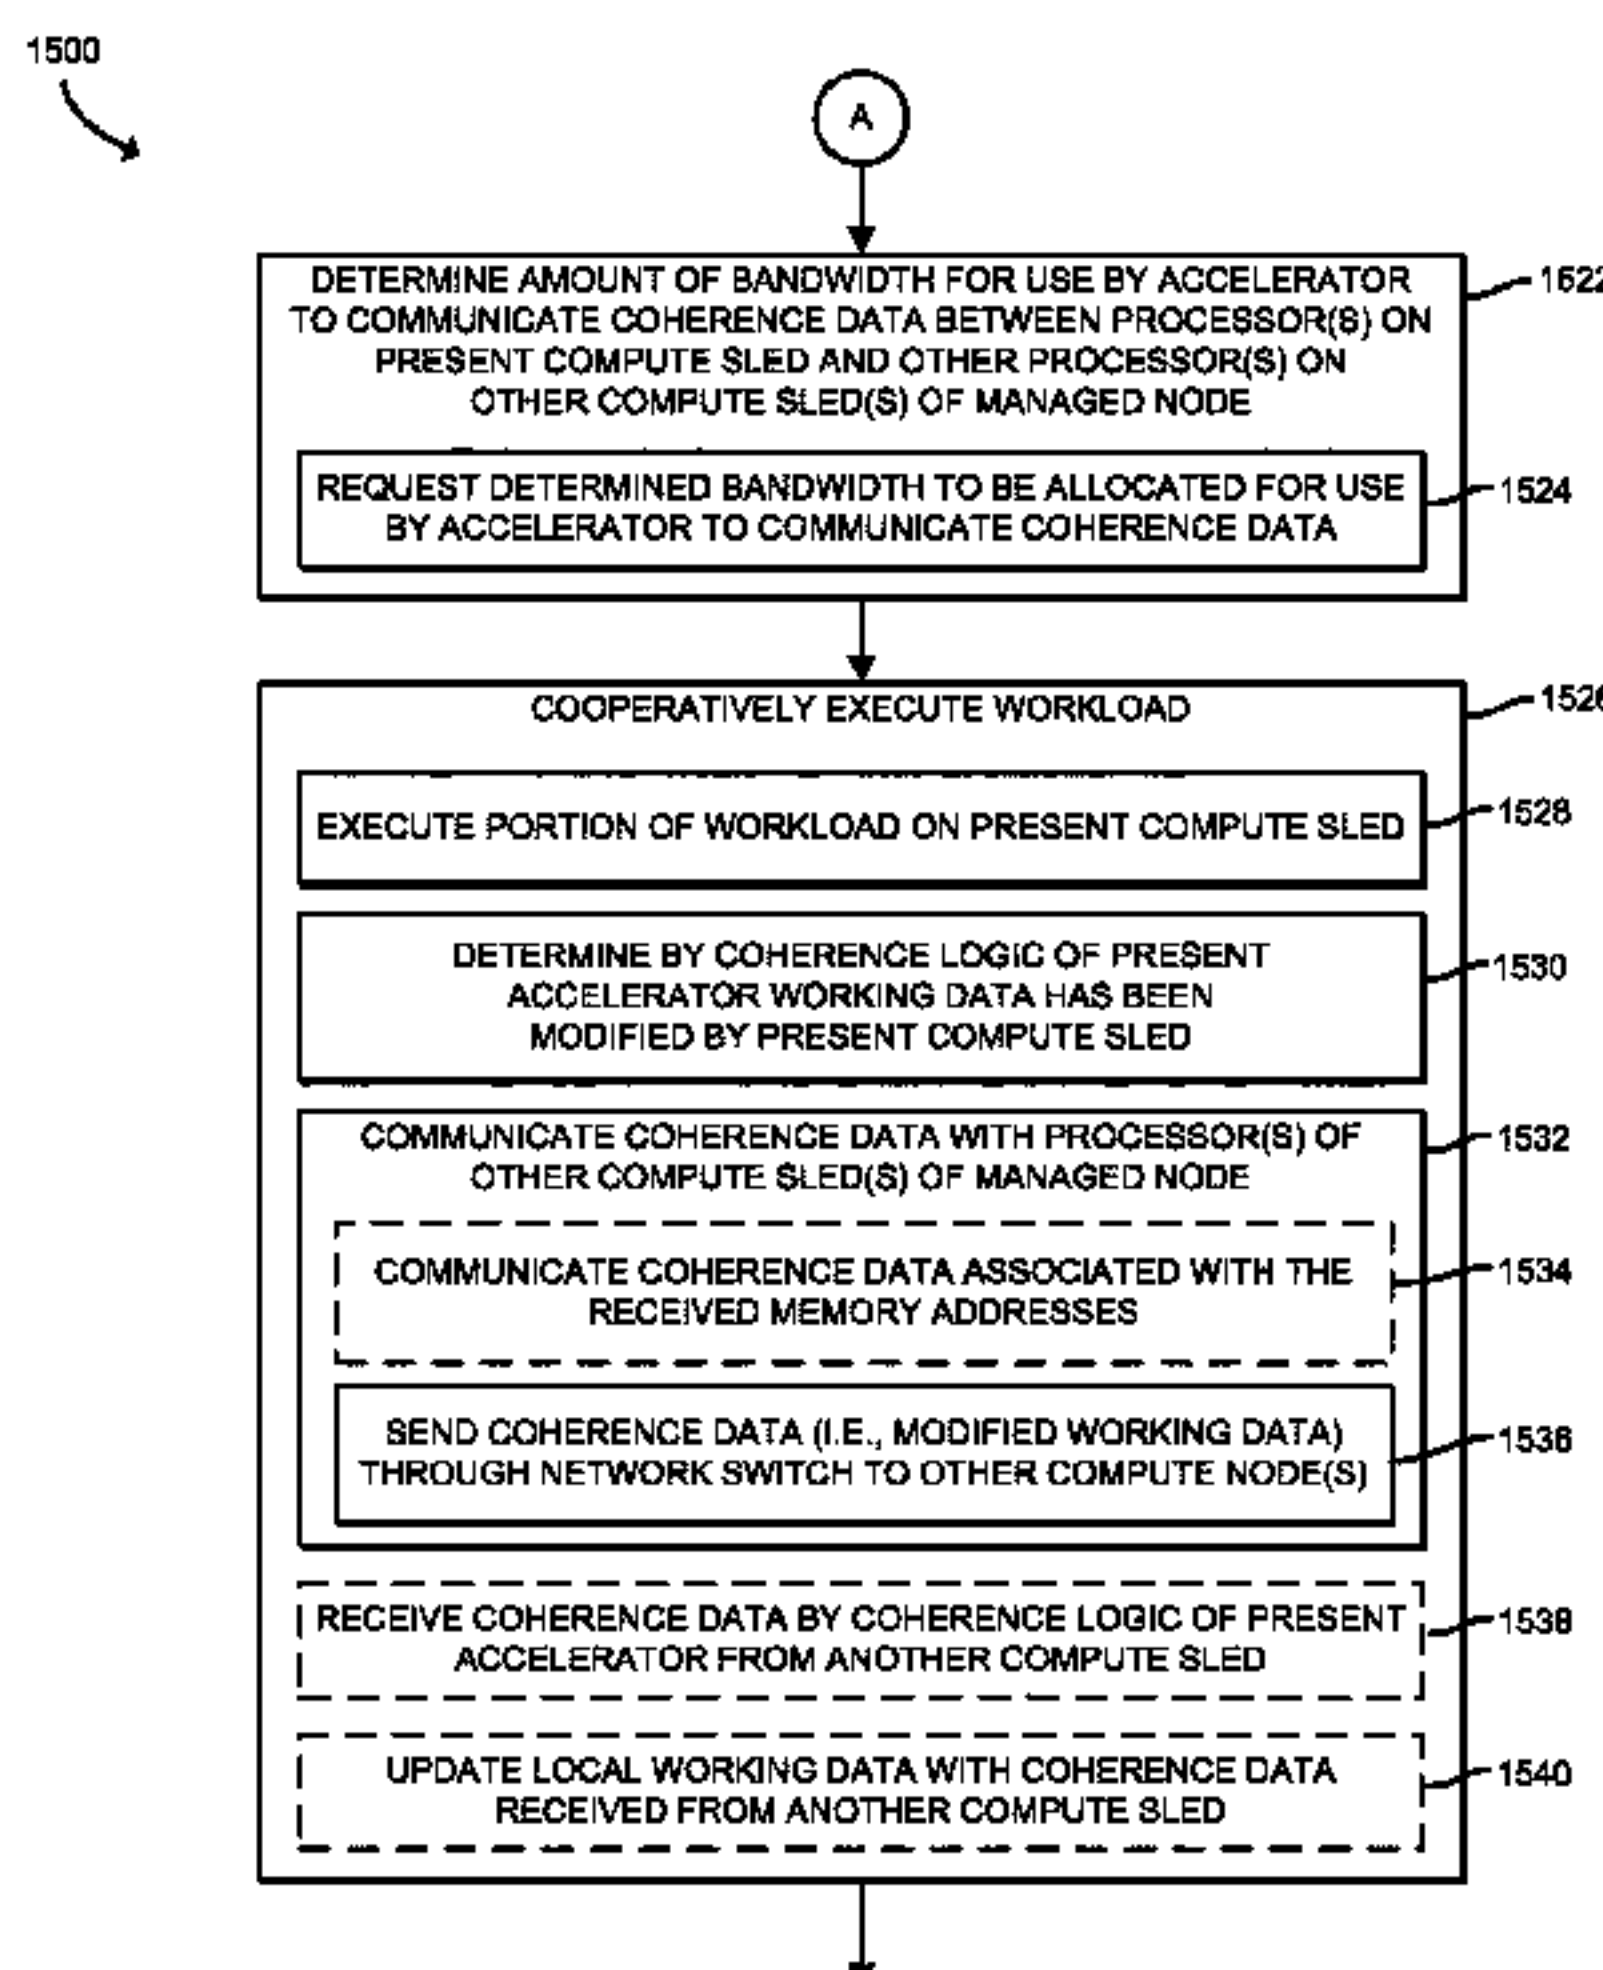 1500
A
DETERMINE AMOUNT OF BANDWIDTH FOR USE BY ACCELERATOR
TO COMMUNICATE COHERENCE DATA BETWEEN PROCESSOR(S) ON
PRESENT COMPUTE SLED AND OTHER PROCESSOR(S) ON
OTHER COMPUTE SLED(S) OF MANAGED NODE
1522
REQUEST DETERMINED BANDWIDTH TO BE ALLOCATED FOR USE
BY ACCELERATOR TO COMMUNICATE COHERENCE DATA
1524
COOPERATIVELY EXECUTE WORKLOAD
1526
EXECUTE PORTION OF WORKLOAD ON PRESENT COMPUTE SLED
1528
DETERMINE BY COHERENCE LOGIC OF PRESENT
ACCELERATOR WORKING DATA HAS BEEN
MODIFIED BY PRESENT COMPUTE SLED
1530
COMMUNICATE COHERENCE DATA WITH PROCESSOR(S) OF
OTHER COMPUTE SLED(S) OF MANAGED NODE
1532
COMMUNICATE COHERENCE DATA ASSOCIATED WITH THE
RECEIVED MEMORY ADDRESSES
1534
SEND COHERENCE DATA (I.E., MODIFIED WORKING DATA)
THROUGH NETWORK SWITCH TO OTHER COMPUTE NODE(S)
1536
RECEIVE COHERENCE DATA BY COHERENCE LOGIC OF PRESENT
ACCELERATOR FROM ANOTHER COMPUTE SLED
1538
UPDATE LOCAL WORKING DATA WITH COHERENCE DATA
RECEIVED FROM ANOTHER COMPUTE SLED
1540